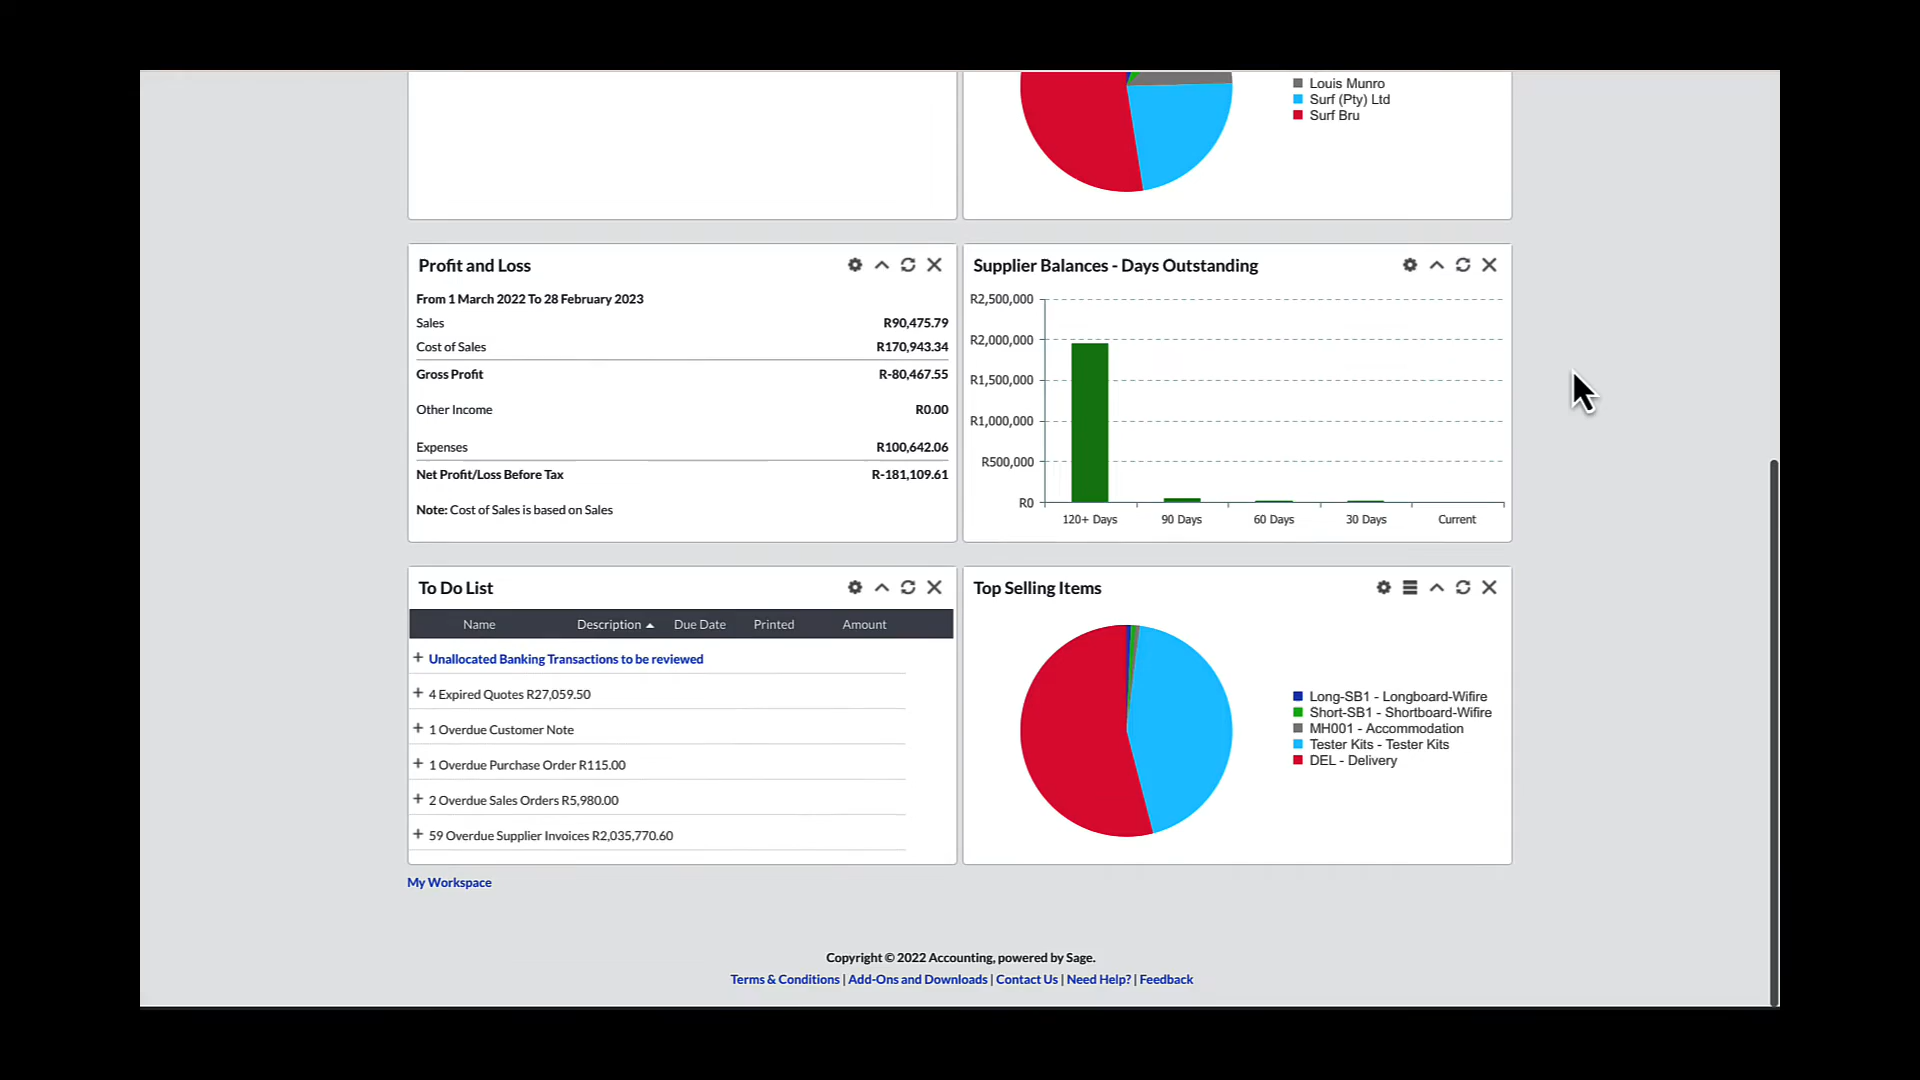 Louis Munro
Surf (Pty) Ltd
Surf Bru
Profit and Loss
From 1 March 2022 To 28 February 2023
Sales R90,475.79
Cost of Sales R170,943.34
Gross Profit R-80,467.55
Other Income R0.00
Expenses R100,642.06
Net Profit/Loss Before Tax R-181,109.61
Note: Cost of Sales is based on Sales
Supplier Balances - Days Outstanding
R2,500,000
R2,000,000
R1,500,000
R1,000,000
R500,000
R0
120+ Days 90 Days 60 Days 30 Days Current
To Do List
Name Description Due Date Printed Amount
+ Unallocated Banking Transactions to be reviewed
+ 4 Expired Quotes R27,059.50
+ 1 Overdue Customer Note
+ 1 Overdue Purchase Order R115.00
+ 2 Overdue Sales Orders R5,980.00
+ 59 Overdue Supplier Invoices R2,035,770.60
Top Selling Items
Long-SB1 - Longboard-Wifire
Short-SB1 - Shortboard-Wifire
MH001 - Accommodation
Tester Kits - Tester Kits
DEL - Delivery
My Workspace
Copyright © 2022 Accounting, powered by Sage.
Terms & Conditions | Add-Ons and Downloads | Contact Us | Need Help? | Feedback